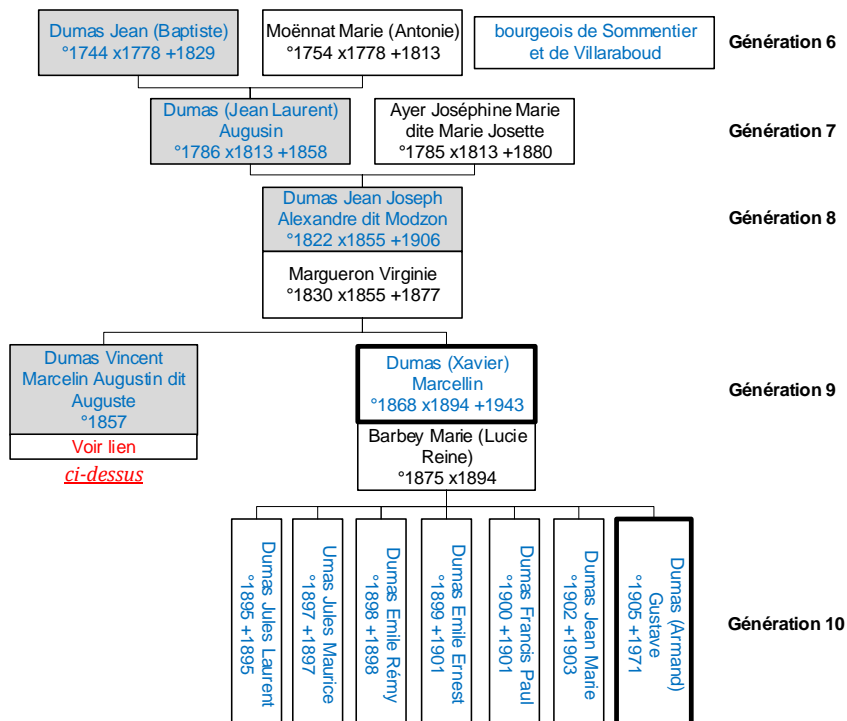 Dumas Jean (Baptiste)
°1744 x1778 +1829
Moënnat Marie (Antonie)
°1754 x1778 +1813
bourgeois de Sommentier
et de Villaraboud
Génération 6
Dumas (Jean Laurent)
Augusin
°1786 x1813 +1858
Ayer Joséphine Marie
dite Marie Josette
°1785 x1813 +1880
Génération 7
Dumas Jean Joseph
Alexandre dit Modzon
°1822 x1855 +1906
Génération 8
Margueron Virginie
°1830 x1855 +1877
Dumas Vincent
Marcelin Augustin dit
Auguste
°1857
Voir lien
ci-dessus
Dumas (Xavier)
Marcellin
°1868 x1894 +1943
Génération 9
Barbey Marie (Lucie
Reine)
°1875 x1894
Dumas Jules Laurent
°1895 +1895
Umas Jules Maurice
°1897 +1897
Dumas Emile Rémy
°1898 +1898
Dumas Emile Ernest
°1899 +1901
Dumas Francis Paul
°1900 +1901
Dumas Jean Marie
°1902 +1903
Dumas (Armand)
Gustave
°1905 +1971
Génération 10